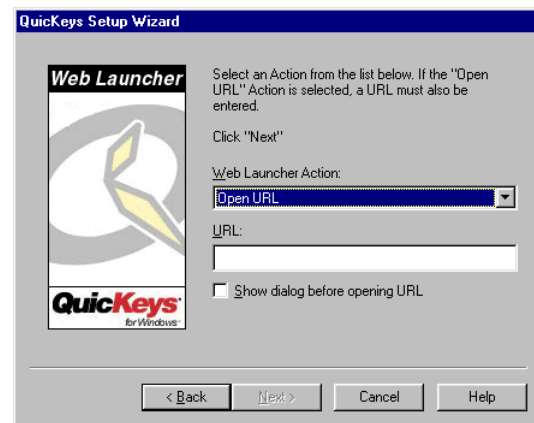 QuicKeys Setup Wizard
Web Launcher
Select an Action from the list below. If the "Open
URL" Action is selected, a URL must also be
entered.
Click "Next"
Web Launcher Action:
Open URL
URL:
Show dialog before opening URL
QuicKeys
for Windows
< Back
Next >
Cancel
Help